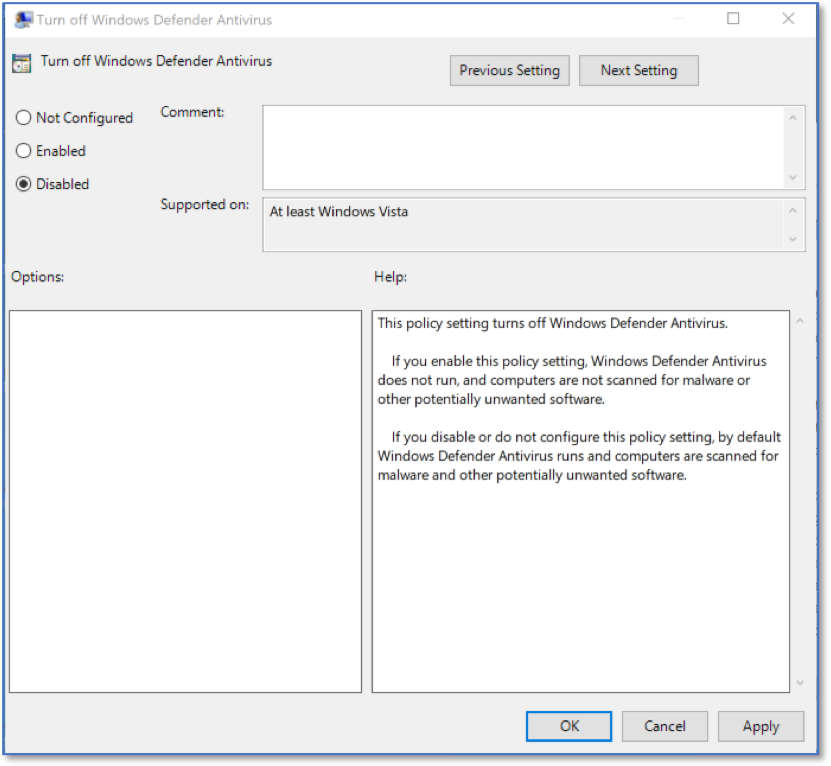 Turn off Windows Defender Antivirus
Turn off Windows Defender Antivirus
Previous Setting
Next Setting
Not Configured
Comment:
Enabled
Disabled
Supported on:
At least Windows Vista
Options:
Help:
This policy setting turns off Windows Defender Antivirus.
If you enable this policy setting, Windows Defender Antivirus
does not run, and computers are not scanned for malware or
other potentially unwanted software.
If you disable or do not configure this policy setting, by default
Windows Defender Antivirus runs and computers are scanned for
malware and other potentially unwanted software.
OK
Cancel
Apply